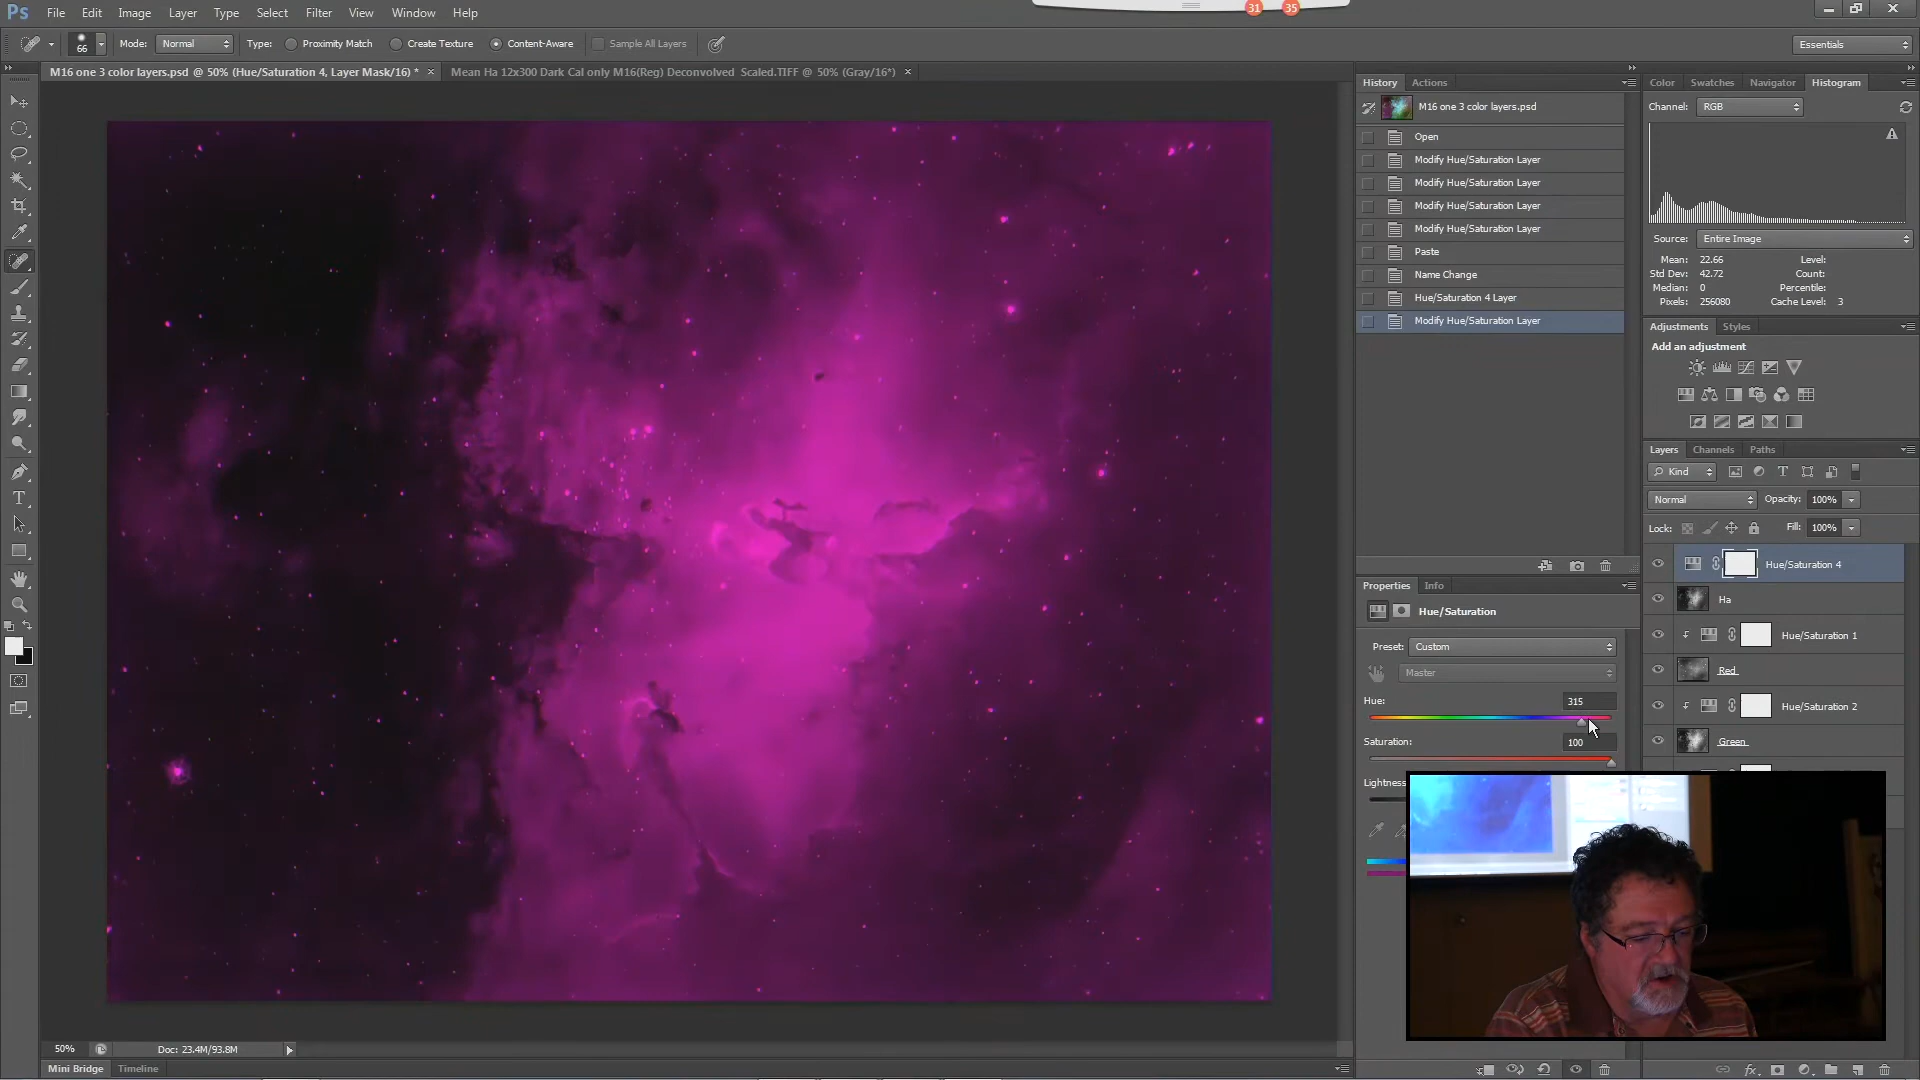 Ps File Edit Image Layer Type Select Filter Analysis View Window Help
31 35
66 Mode: Normal Type: Proximity Match Create Texture Content-Aware Sample All Layers Essentials
M16 one 3 color layers.psd @ 50% (Hue/Saturation 4, Layer Mask/16) * × Mean Ha 12x300 Dark Cal only M16(Reg) Deconvolved Scaled.TIFF @ 50% (Gray/16*) ×
History Actions
M16 one 3 color layers.psd
Open
Modify Hue/Saturation Layer
Modify Hue/Saturation Layer
Modify Hue/Saturation Layer
Modify Hue/Saturation Layer
Paste
Name Change
Hue/Saturation 4 Layer
Modify Hue/Saturation Layer
Properties Info
Hue/Saturation
Preset: Custom
Master
Hue: 315
Saturation: 100
Lightness
Color Swatches Navigator Histogram
Channel: RGB
Source: Entire Image
Mean: 22.66 Level:
Std Dev: 42.72 Count:
Median: 0 Percentile:
Pixels: 256080 Cache Level: 3
Adjustments Styles
Add an adjustment
Layers Channels Paths
Kind
Normal Opacity: 100%
Lock: Fill: 100%
Hue/Saturation 4
Ha
Hue/Saturation 1
Red
Hue/Saturation 2
Green
50% Doc: 23.4M/93.8M
Mini Bridge Timeline